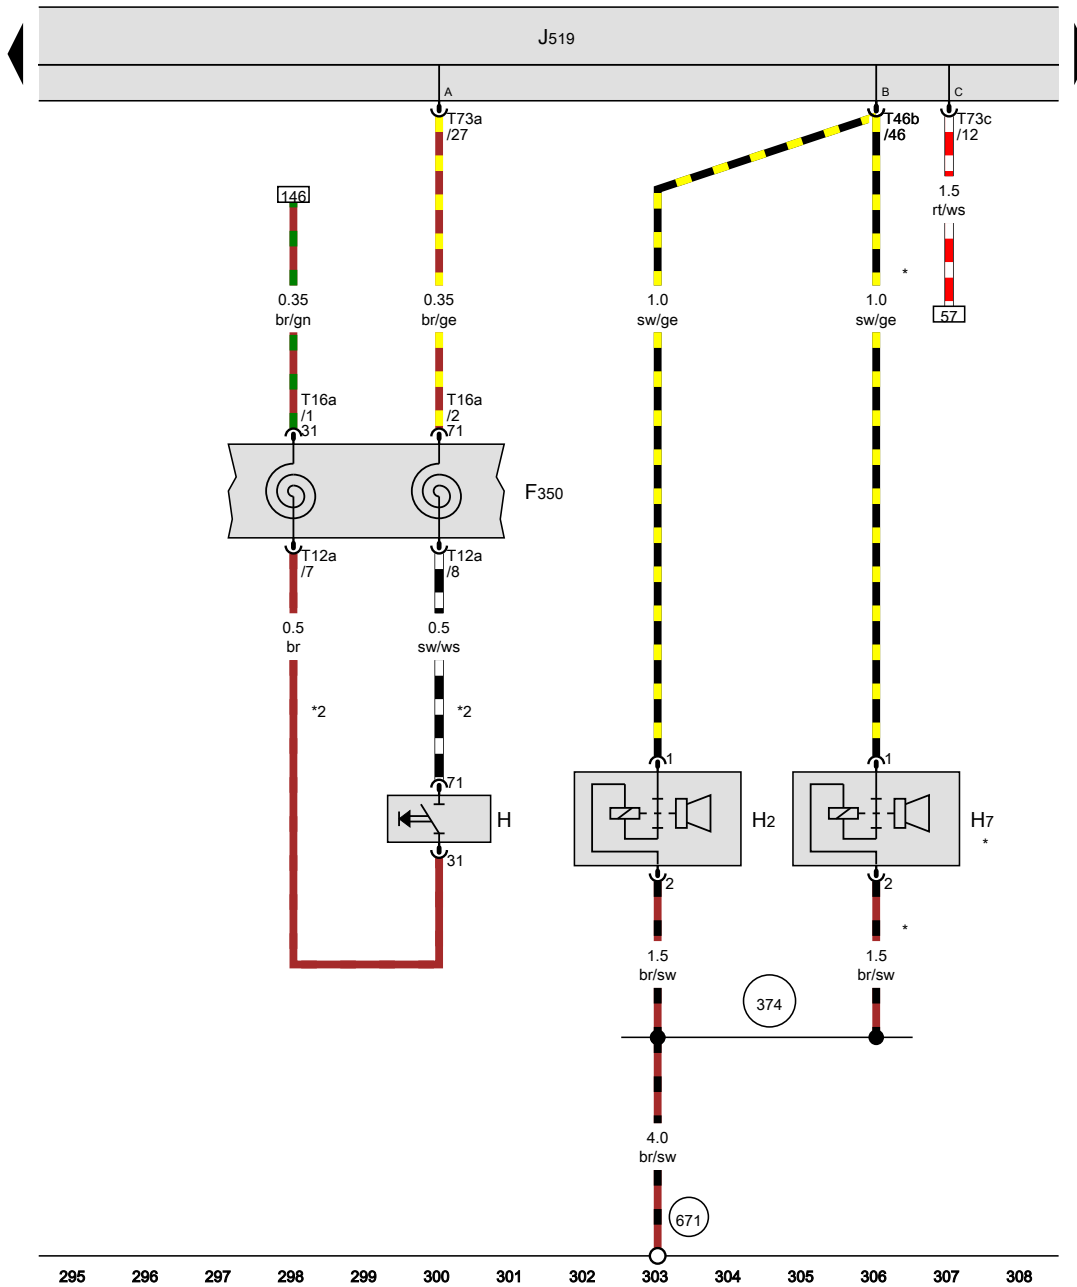 J519
A
B
C
T73a
/27
T46b
/46
T73c
/12
146
1.5
rt/ws
*
0.35
br/gn
0.35
br/ge
1.0
sw/ge
1.0
sw/ge
57
T16a
/1
31
T16a
/2
71
F350
T12a
/7
T12a
/8
0.5
br
0.5
sw/ws
*2
*2
71
1
1
H
H2
H7
*
31
2
2
*
1.5
br/sw
1.5
br/sw
374
4.0
br/sw
671
295 296 297 298 299 300 301 302 303 304 305 306 307 308